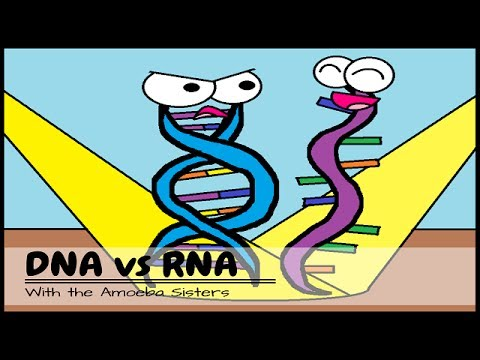 DNA vs RNA
With the Amoeba Sisters